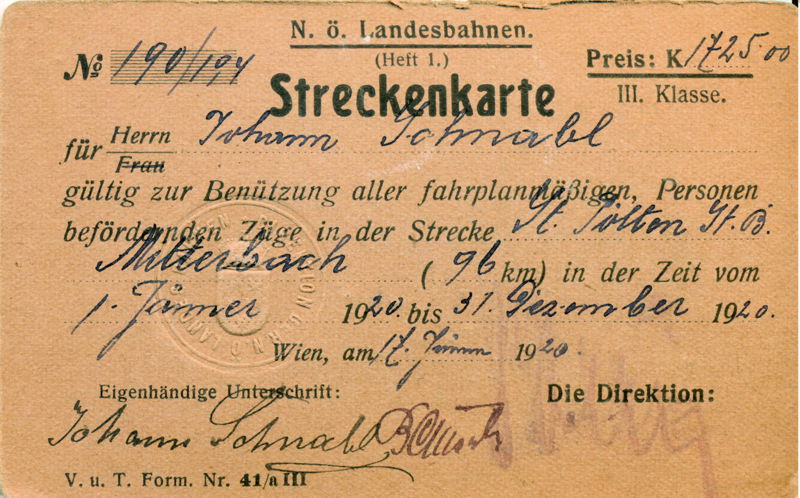 N. ö. Landesbahnen.
(Heft 1.)
№ 190/194
Preis: K 1725.00
Streckenkarte
III. Klasse.
für Herrn Johann Schnabl
Frau
gültig zur Benützung aller fahrplanmäßigen, Personen
befördernden Züge in der Strecke St. Pölten St. B.
Mitterbach (96 km) in der Zeit vom
1. Jänner 1920. bis 31. Dezember 1920.
Wien, am 17. Jänner 1920.
Eigenhändige Unterschrift: Die Direktion:
Johann Schnabl
V. u. T. Form. Nr. 41/a III